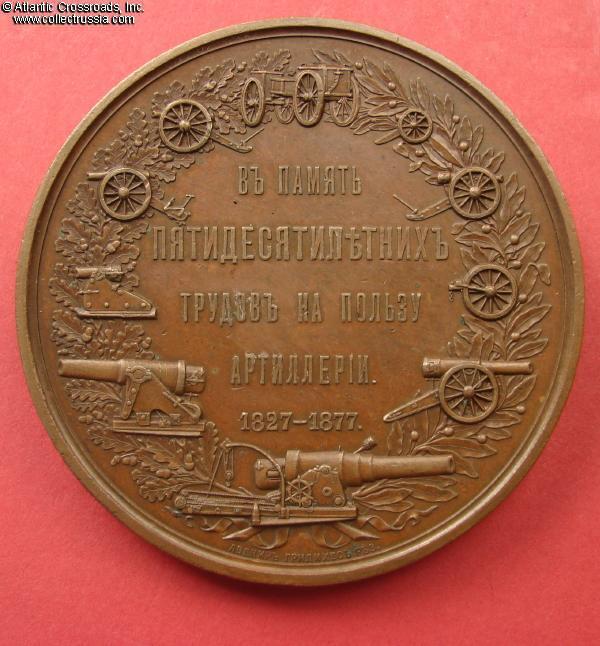 © Atlantic Crossroads, Inc.
www.collectrussia.com
ВЪ ПАМЯТЬ
ПЯТИДЕСЯТИЛѢТНИХЪ
ТРУДОВЪ НА ПОЛЬЗУ
АРТИЛЛЕРІИ.
1827–1877.